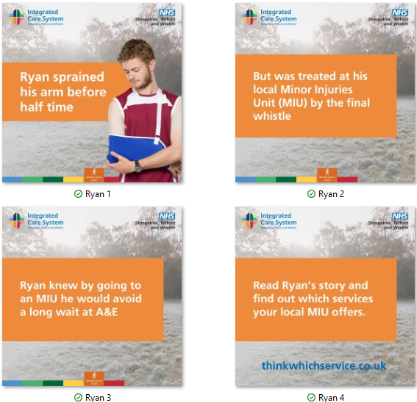 Integrated
Care System
NHS
Shropshire, Telford
and Wrekin
Ryan sprained
his arm before
half time
Ryan 1
Integrated
Care System
NHS
Shropshire, Telford
and Wrekin
But was treated at his
local Minor Injuries
Unit (MIU) by the final
whistle
Ryan 2
Integrated
Care System
NHS
Shropshire, Telford
and Wrekin
Ryan knew by going to
an MIU he would avoid
a long wait at A&E
Ryan 3
Integrated
Care System
NHS
Shropshire, Telford
and Wrekin
Read Ryan's story and
find out which services
your local MIU offers.
thinkwhichservice.co.uk
Ryan 4